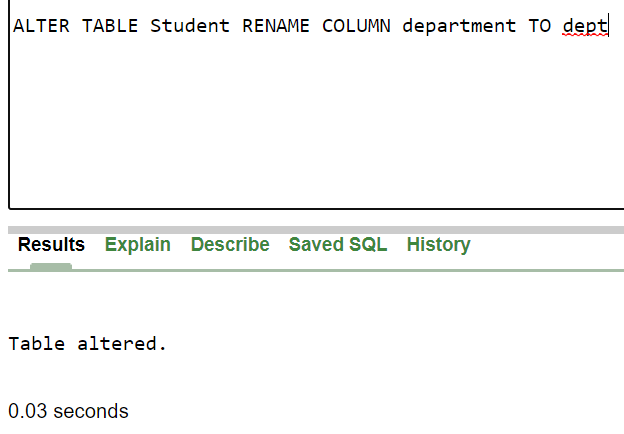 ALTER TABLE Student RENAME COLUMN department TO dept
Results Explain Describe Saved SQL History
Table altered.
0.03 seconds